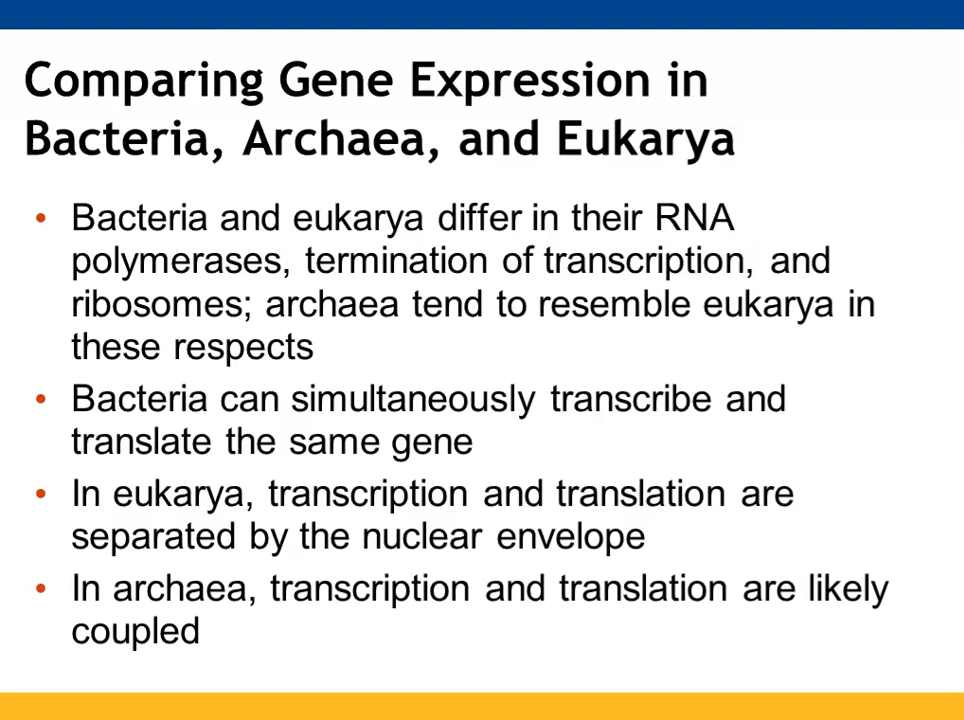 Comparing Gene Expression in
Bacteria, Archaea, and Eukarya
• Bacteria and eukarya differ in their RNA
polymerases, termination of transcription, and
ribosomes; archaea tend to resemble eukarya in
these respects
• Bacteria can simultaneously transcribe and
translate the same gene
• In eukarya, transcription and translation are
separated by the nuclear envelope
• In archaea, transcription and translation are likely
coupled